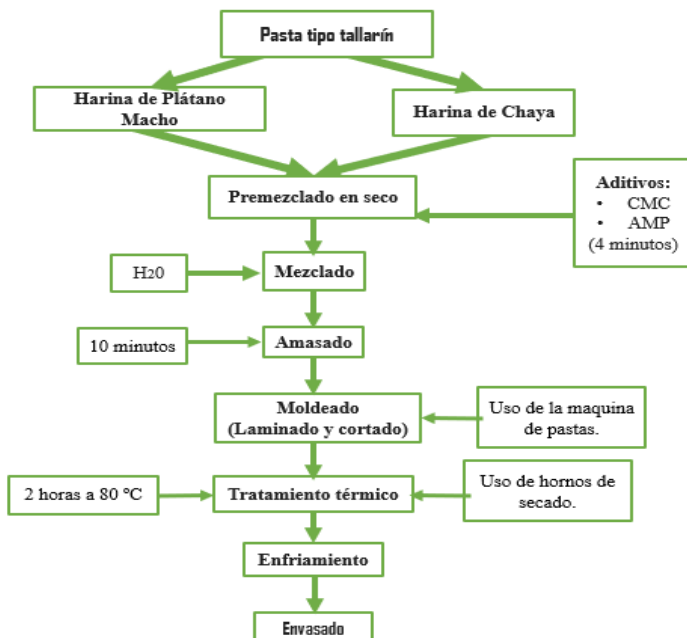 Pasta tipo tallarín
Harina de Plátano
Macho
Harina de Chaya
Premezclado en seco
Aditivos:
• CMC
• AMP
(4 minutos)
H20
Mezclado
10 minutos
Amasado
Moldeado
(Laminado y cortado)
Uso de la maquina
de pastas.
2 horas a 80 °C
Tratamiento térmico
Uso de hornos de
secado.
Enfriamiento
Envasado